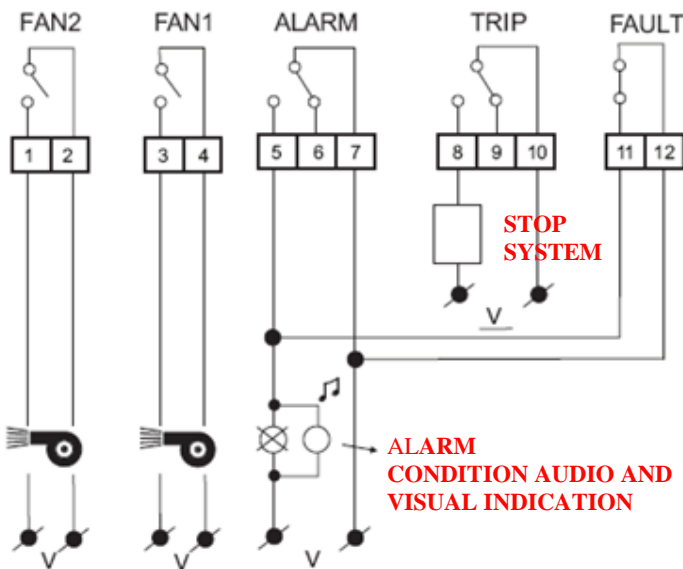 FAN2 FAN1 ALARM TRIP FAULT
1 2 3 4 5 6 7 8 9 10 11 12
STOP
SYSTEM
V
ALARM
CONDITION AUDIO AND
VISUAL INDICATION
V V V